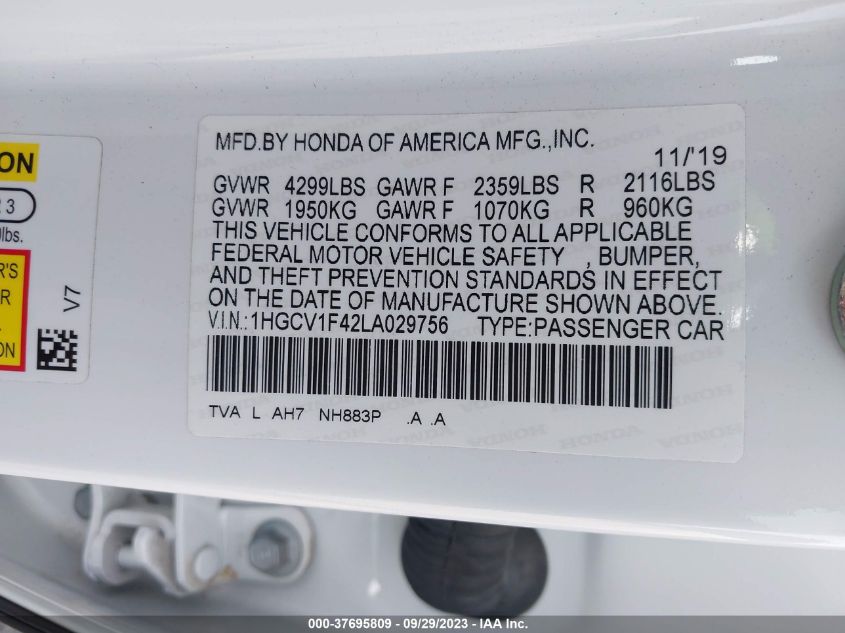 MFD.BY HONDA OF AMERICA MFG.,INC.
11/'19
GVWR 4299LBS GAWR F 2359LBS R 2116LBS
GVWR 1950KG GAWR F 1070KG R 960KG
THIS VEHICLE CONFORMS TO ALL APPLICABLE
FEDERAL MOTOR VEHICLE SAFETY , BUMPER,
AND THEFT PREVENTION STANDARDS IN EFFECT
ON THE DATE OF MANUFACTURE SHOWN ABOVE.
V.I.N.:1HGCV1F42LA029756 TYPE:PASSENGER CAR
TVA L AH7 NH883P .A .A
ON
R 3
lbs.
R'S
R
ON
V7
HONDA
000-37695809 - 09/29/2023 - IAA Inc.